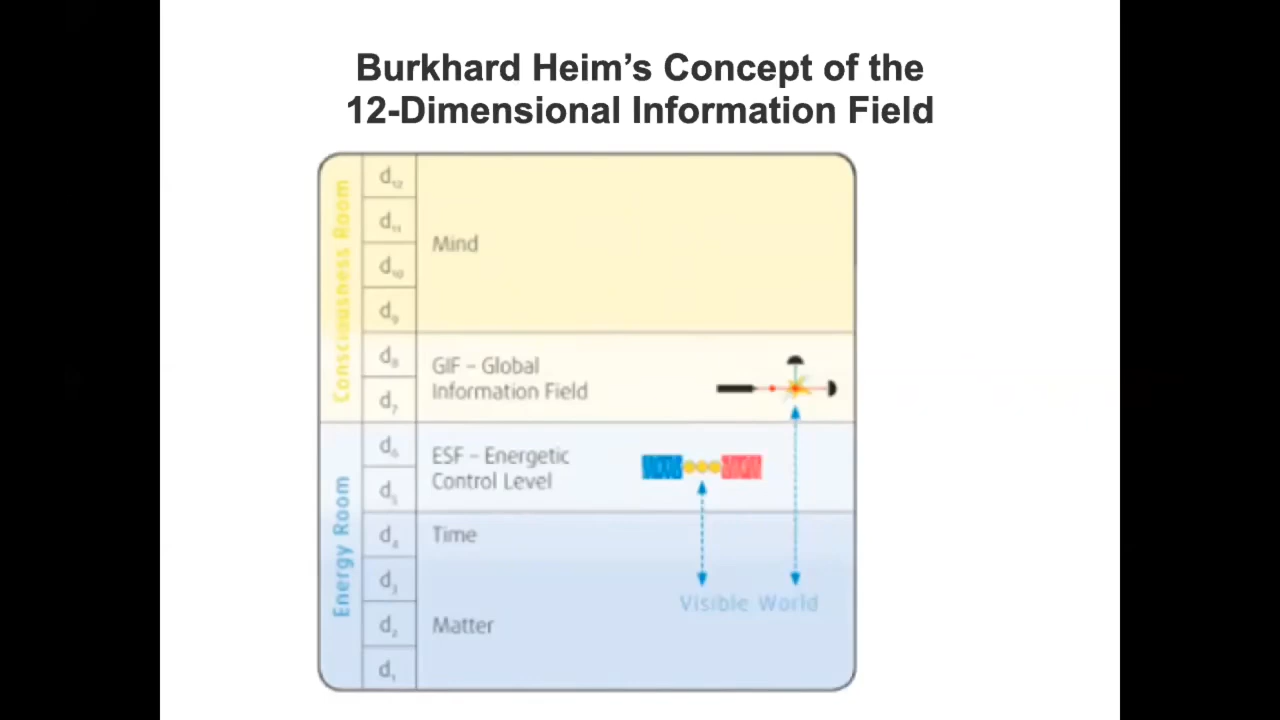 Burkhard Heim’s Concept of the
12-Dimensional Information Field
Consciausness Room
d12
d11
Mind
d10
d9
d8
GIF – Global
Information Field
d7
Energy Room
d6
ESF – Energetic
Control Level
d5
d4
Time
d3
Visible World
d2
Matter
d1